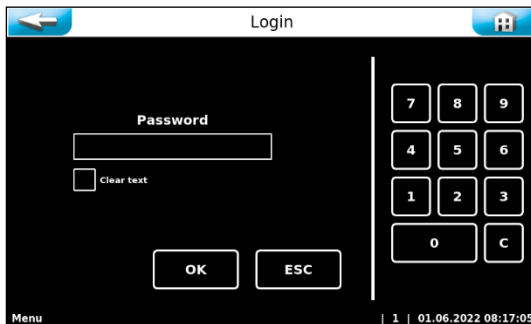 Login
Password
Clear text
OK ESC
7 8 9
4 5 6
1 2 3
0 C
Menu | 1 | 01.06.2022 08:17:05